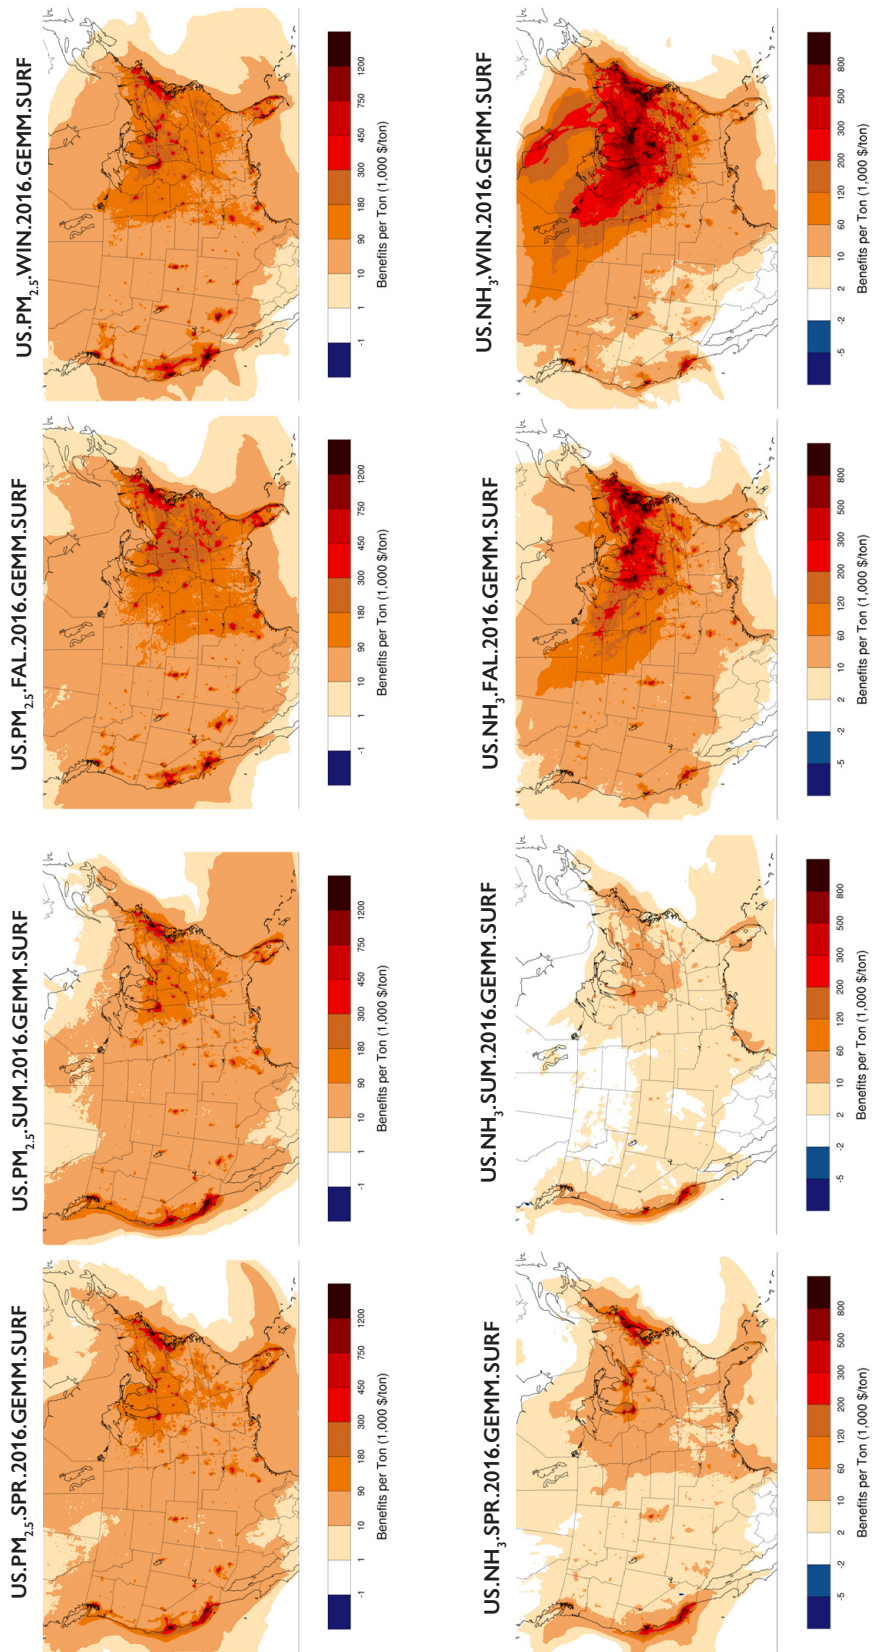 US.PM2.5.SPR.2016.GEMM.SURF
-1 1 10 90 180 300 450 750 1200
Benefits per Ton (1,000 $/ton)
US.PM2.5.SUM.2016.GEMM.SURF
-1 1 10 90 180 300 450 750 1200
Benefits per Ton (1,000 $/ton)
US.PM2.5.FAL.2016.GEMM.SURF
-1 1 10 90 180 300 450 750 1200
Benefits per Ton (1,000 $/ton)
US.PM2.5.WIN.2016.GEMM.SURF
-1 1 10 90 180 300 450 750 1200
Benefits per Ton (1,000 $/ton)
US.NH3.SPR.2016.GEMM.SURF
-5 -2 2 10 60 120 200 300 500 800
Benefits per Ton (1,000 $/ton)
US.NH3.SUM.2016.GEMM.SURF
-5 -2 2 10 60 120 200 300 500 800
Benefits per Ton (1,000 $/ton)
US.NH3.FAL.2016.GEMM.SURF
-5 -2 2 10 60 120 200 300 500 800
Benefits per Ton (1,000 $/ton)
US.NH3.WIN.2016.GEMM.SURF
-5 -2 2 10 60 120 200 300 500 800
Benefits per Ton (1,000 $/ton)